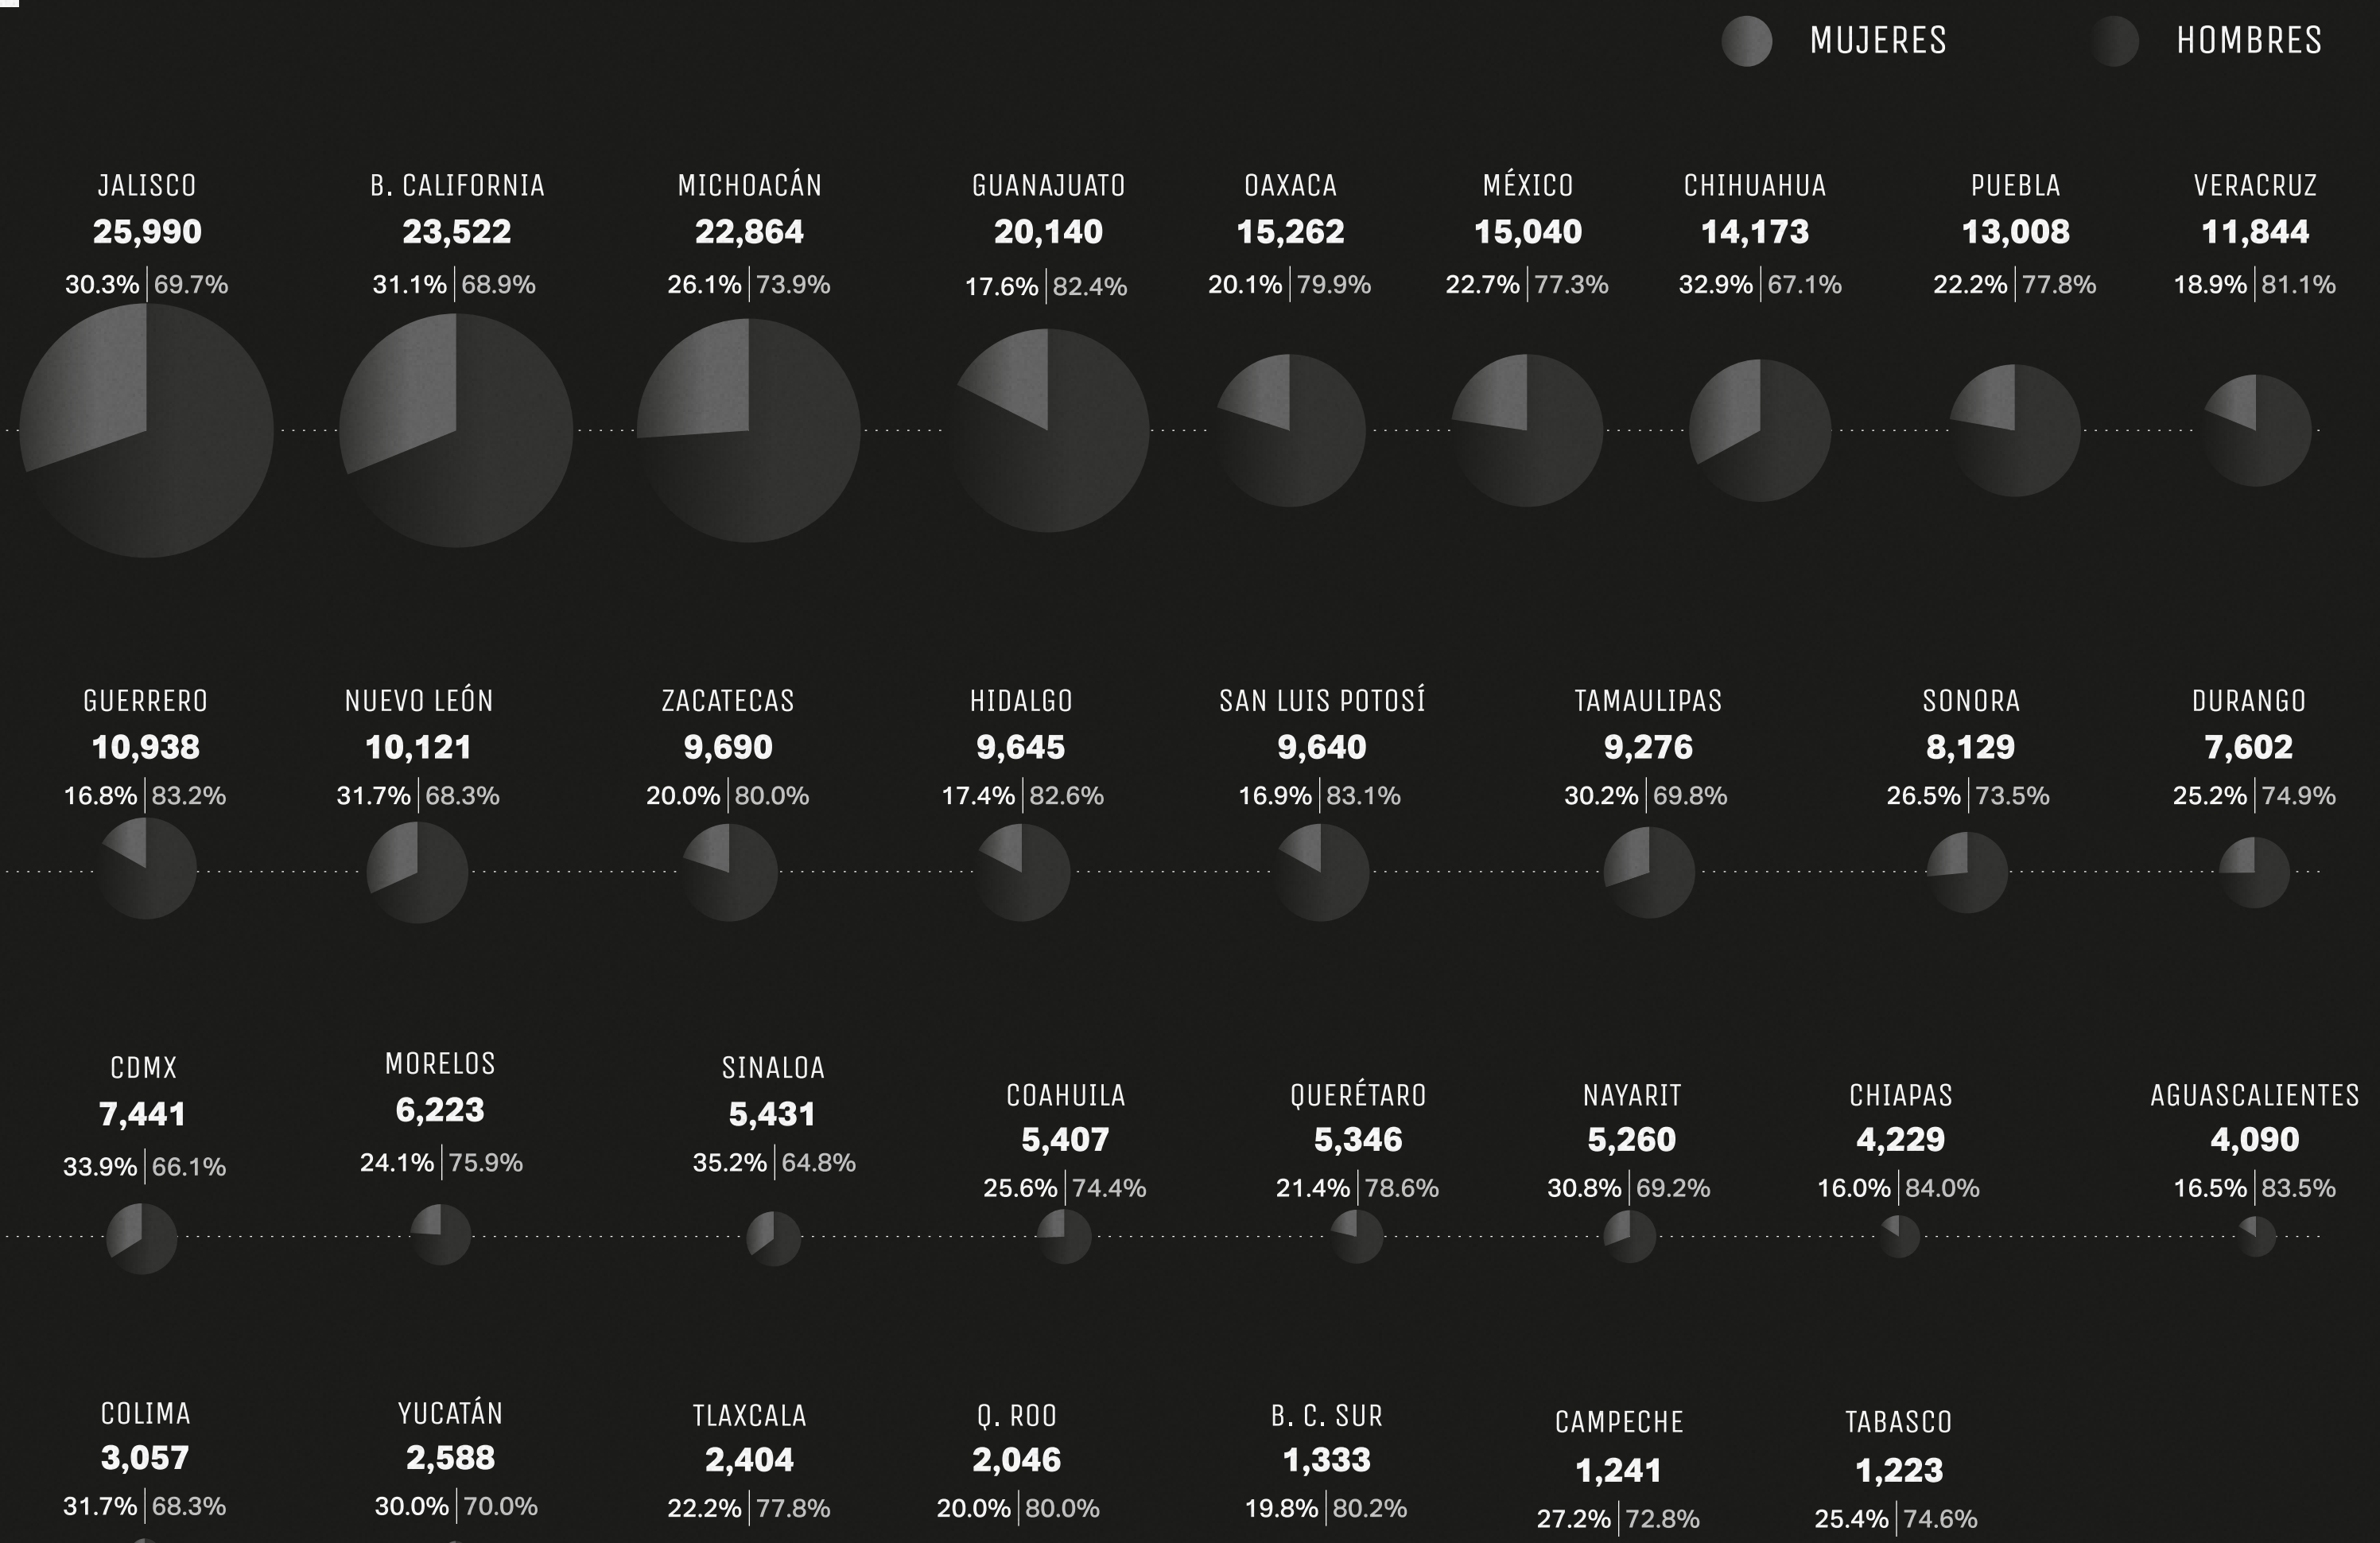 MUJERES HOMBRES
JALISCO B. CALIFORNIA MICHOACÁN GUANAJUATO OAXACA MÉXICO CHIHUAHUA PUEBLA VERACRUZ
25,990 23,522 22,864 20,140 15,262 15,040 14,173 13,008 11,844
30.3% 69.7% 31.1% 68.9% 26.1% 73.9% 17.6% 82.4% 20.1% 79.9% 22.7% 77.3% 32.9% 67.1% 22.2% 77.8% 18.9% 81.1%
GUERRERO NUEVO LEÓN ZACATECAS HIDALGO SAN LUIS POTOSÍ TAMAULIPAS SONORA DURANGO
10,938 10,121 9,690 9,645 9,640 9,276 8,129 7,602
16.8% 83.2% 31.7% 68.3% 20.0% 80.0% 17.4% 82.6% 16.9% 83.1% 30.2% 69.8% 26.5% 73.5% 25.2% 74.9%
CDMX MORELOS SINALOA COAHUILA QUERÉTARO NAYARIT CHIAPAS AGUASCALIENTES
7,441 6,223 5,431 5,407 5,346 5,260 4,229 4,090
33.9% 66.1% 24.1% 75.9% 35.2% 64.8% 25.6% 74.4% 21.4% 78.6% 30.8% 69.2% 16.0% 84.0% 16.5% 83.5%
COLIMA YUCATÁN TLAXCALA Q. ROO B. C. SUR CAMPECHE TABASCO
3,057 2,588 2,404 2,046 1,333 1,241 1,223
31.7% 68.3% 30.0% 70.0% 22.2% 77.8% 20.0% 80.0% 19.8% 80.2% 27.2% 72.8% 25.4% 74.6%